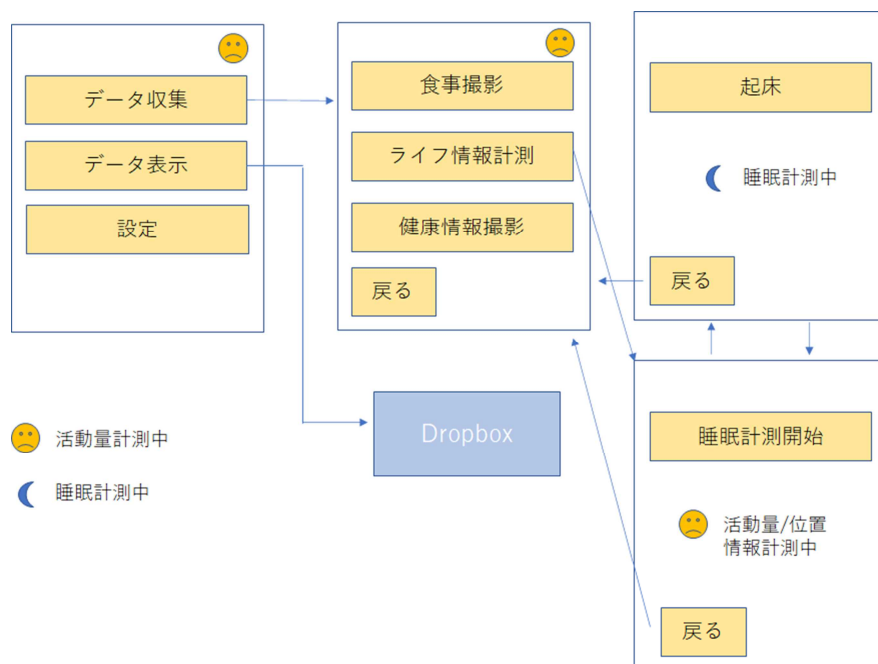 データ収集
データ表示
設定
食事撮影
ライフ情報計測
健康情報撮影
戻る
起床
睡眠計測中
戻る
Dropbox
活動量計測中
睡眠計測中
睡眠計測開始
活動量/位置
情報計測中
戻る